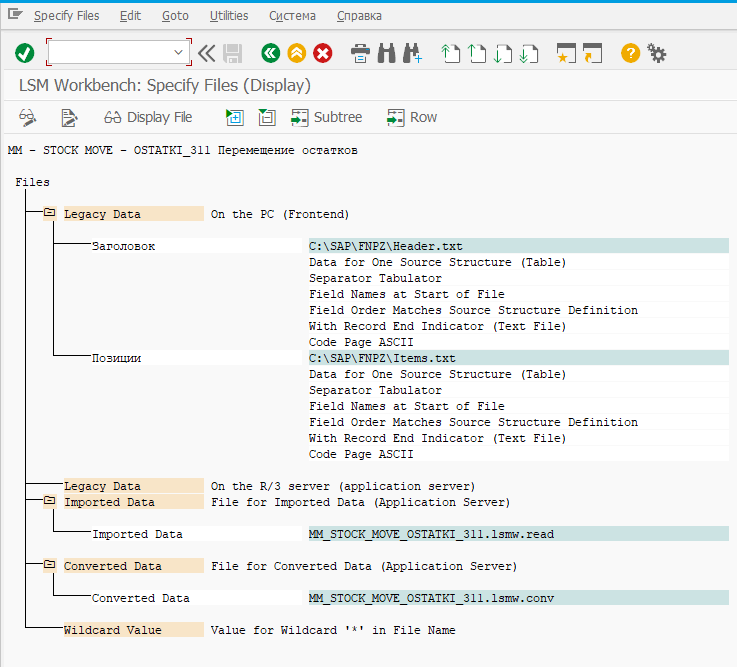 Specify Files Edit Goto Utilities Система Справка
LSM Workbench: Specify Files (Display)
Display File Subtree Row
MM - STOCK MOVE - OSTATKI_311 Перемещение остатков
Files
Legacy Data On the PC (Frontend)
Заголовок C:\SAP\FNPZ\Header.txt
Data for One Source Structure (Table)
Separator Tabulator
Field Names at Start of File
Field Order Matches Source Structure Definition
With Record End Indicator (Text File)
Code Page ASCII
Позиции C:\SAP\FNPZ\Items.txt
Data for One Source Structure (Table)
Separator Tabulator
Field Names at Start of File
Field Order Matches Source Structure Definition
With Record End Indicator (Text File)
Code Page ASCII
Legacy Data On the R/3 server (application server)
Imported Data File for Imported Data (Application Server)
Imported Data MM_STOCK_MOVE_OSTATKI_311.lsmw.read
Converted Data File for Converted Data (Application Server)
Converted Data MM_STOCK_MOVE_OSTATKI_311.lsmw.conv
Wildcard Value Value for Wildcard '*' in File Name